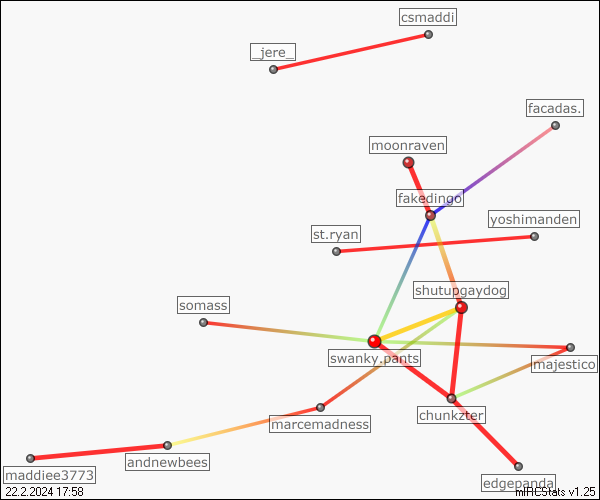 csmaddi
_jere_
facadas.
moonraven
fakedingo
yoshimanden
st.ryan
shutupgaydog
somass
swanky.pants
majestico
chunkzter
marcemadness
andnewbees
maddiee3773
edgepanda
22.2.2024 17:58
mIRCStats v1.25